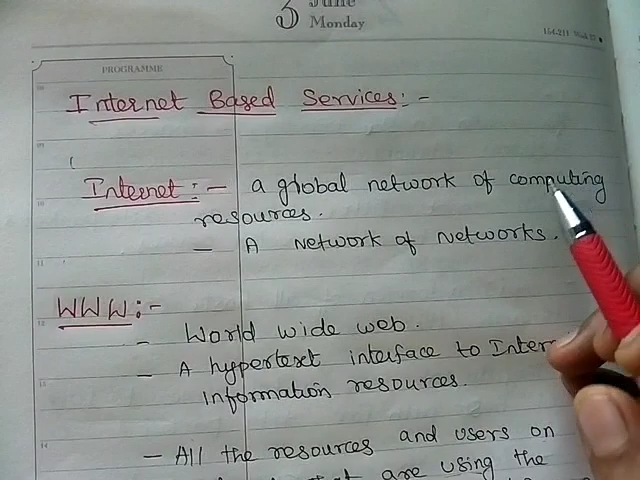 3 June
Monday
PROGRAMME
Internet Based Services:-
Internet:- a global network of computing
resources.
- A network of networks.
WWW:-
- World wide web.
- A hypertext interface to Inter
information resources.
- All the resources and users on
are using the